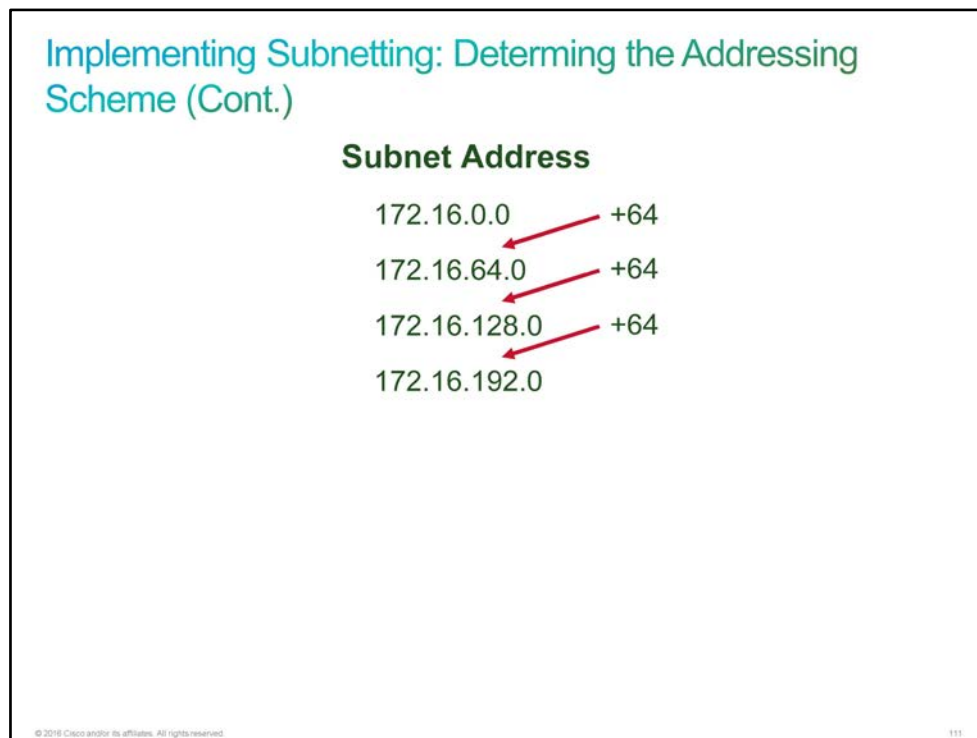 Implementing Subnetting: Determing the Addressing
Scheme (Cont.)
Subnet Address
172.16.0.0 +64
172.16.64.0 +64
172.16.128.0 +64
172.16.192.0
© 2016 Cisco and/or its affiliates. All rights reserved. 111